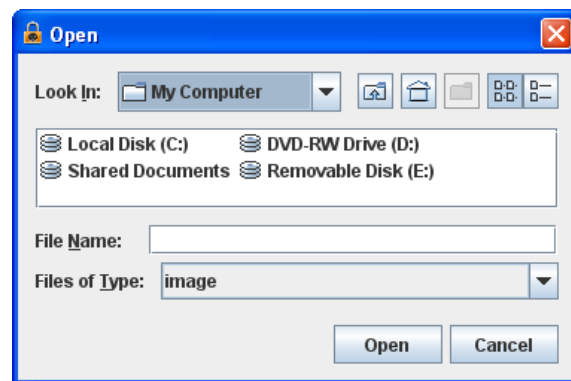 Open
Look In: My Computer
Local Disk (C:) DVD-RW Drive (D:)
Shared Documents Removable Disk (E:)
File Name:
Files of Type: image
Open Cancel